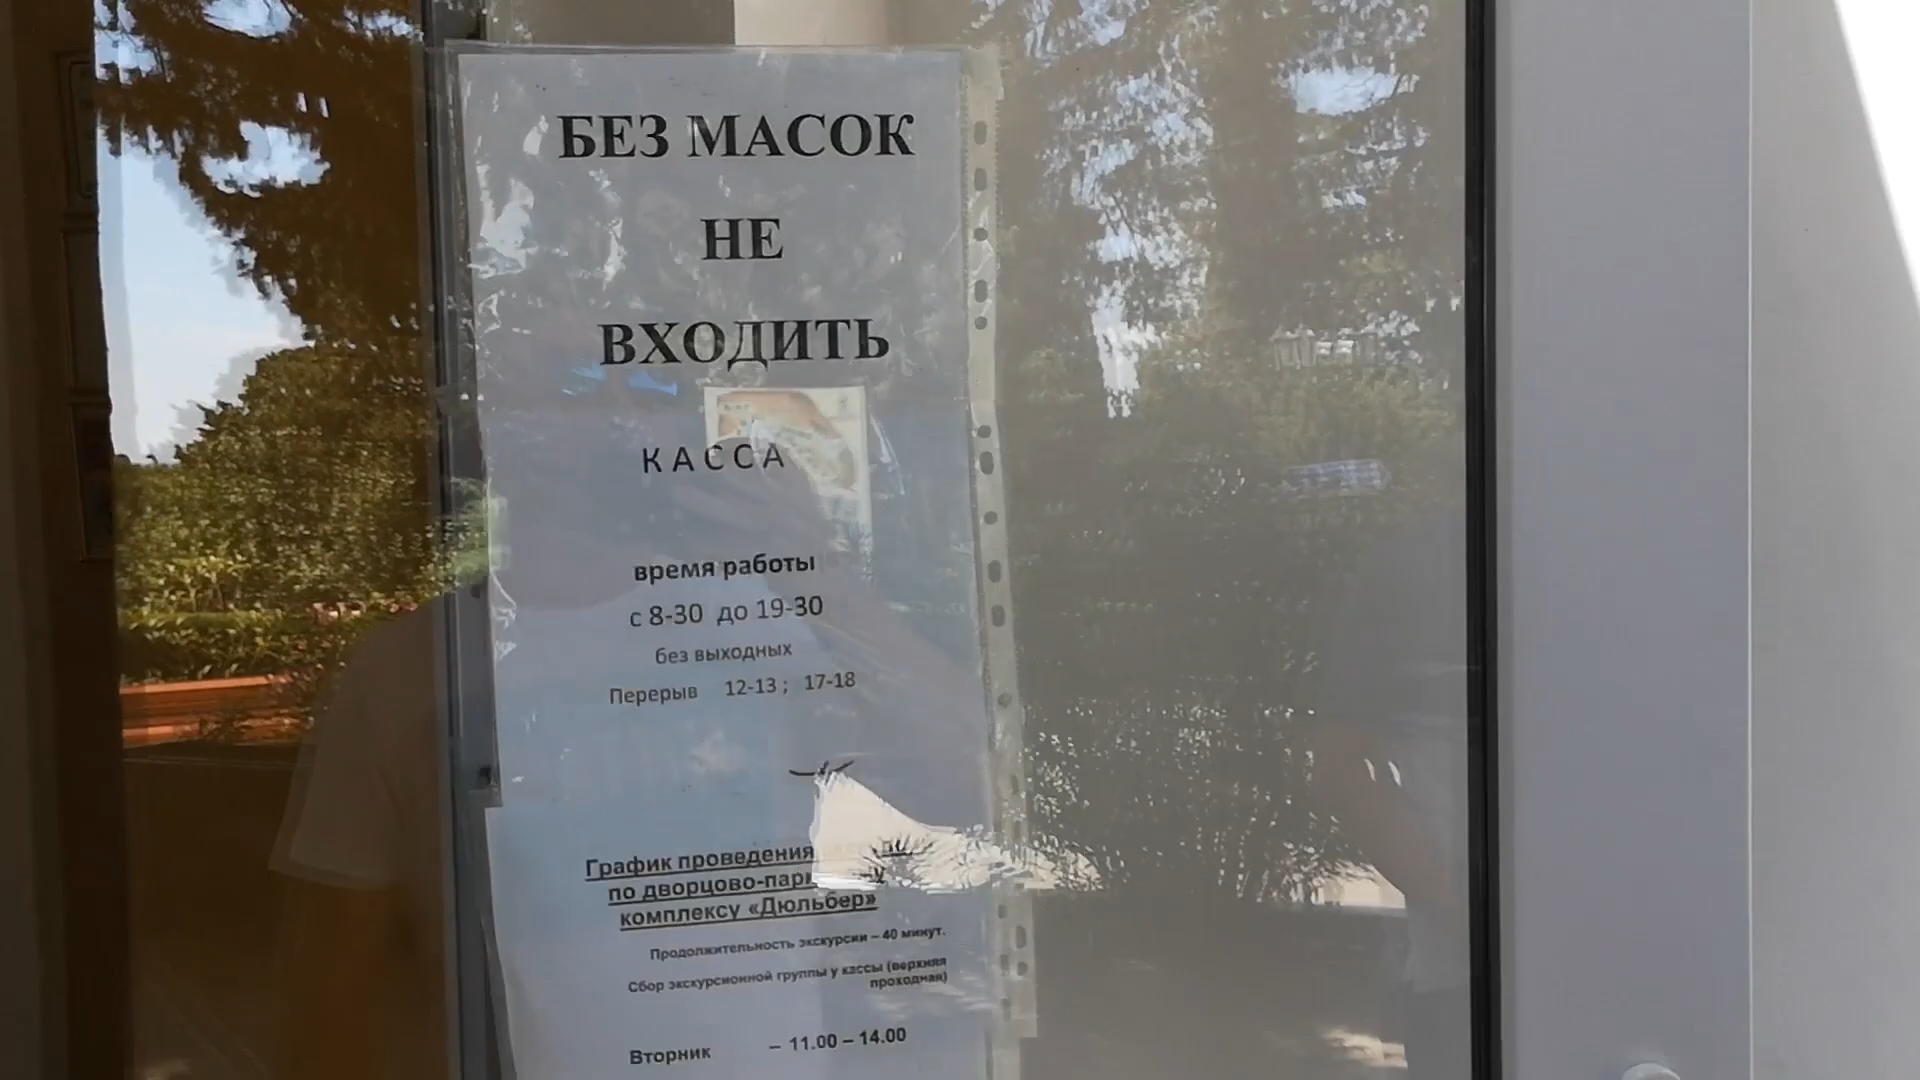 БЕЗ МАСОК
НЕ
ВХОДИТЬ
КАССА
время работы
с 8-30 до 19-30
без выходных
Перерыв 12-13 ; 17-18
График проведения
по дворцово-пар
комплексу «Дюльбер»
Продолжительность экскурсии – 40 минут.
Сбор экскурсионной группы у кассы (верхняя
проходная)
Вторник – 11.00 – 14.00